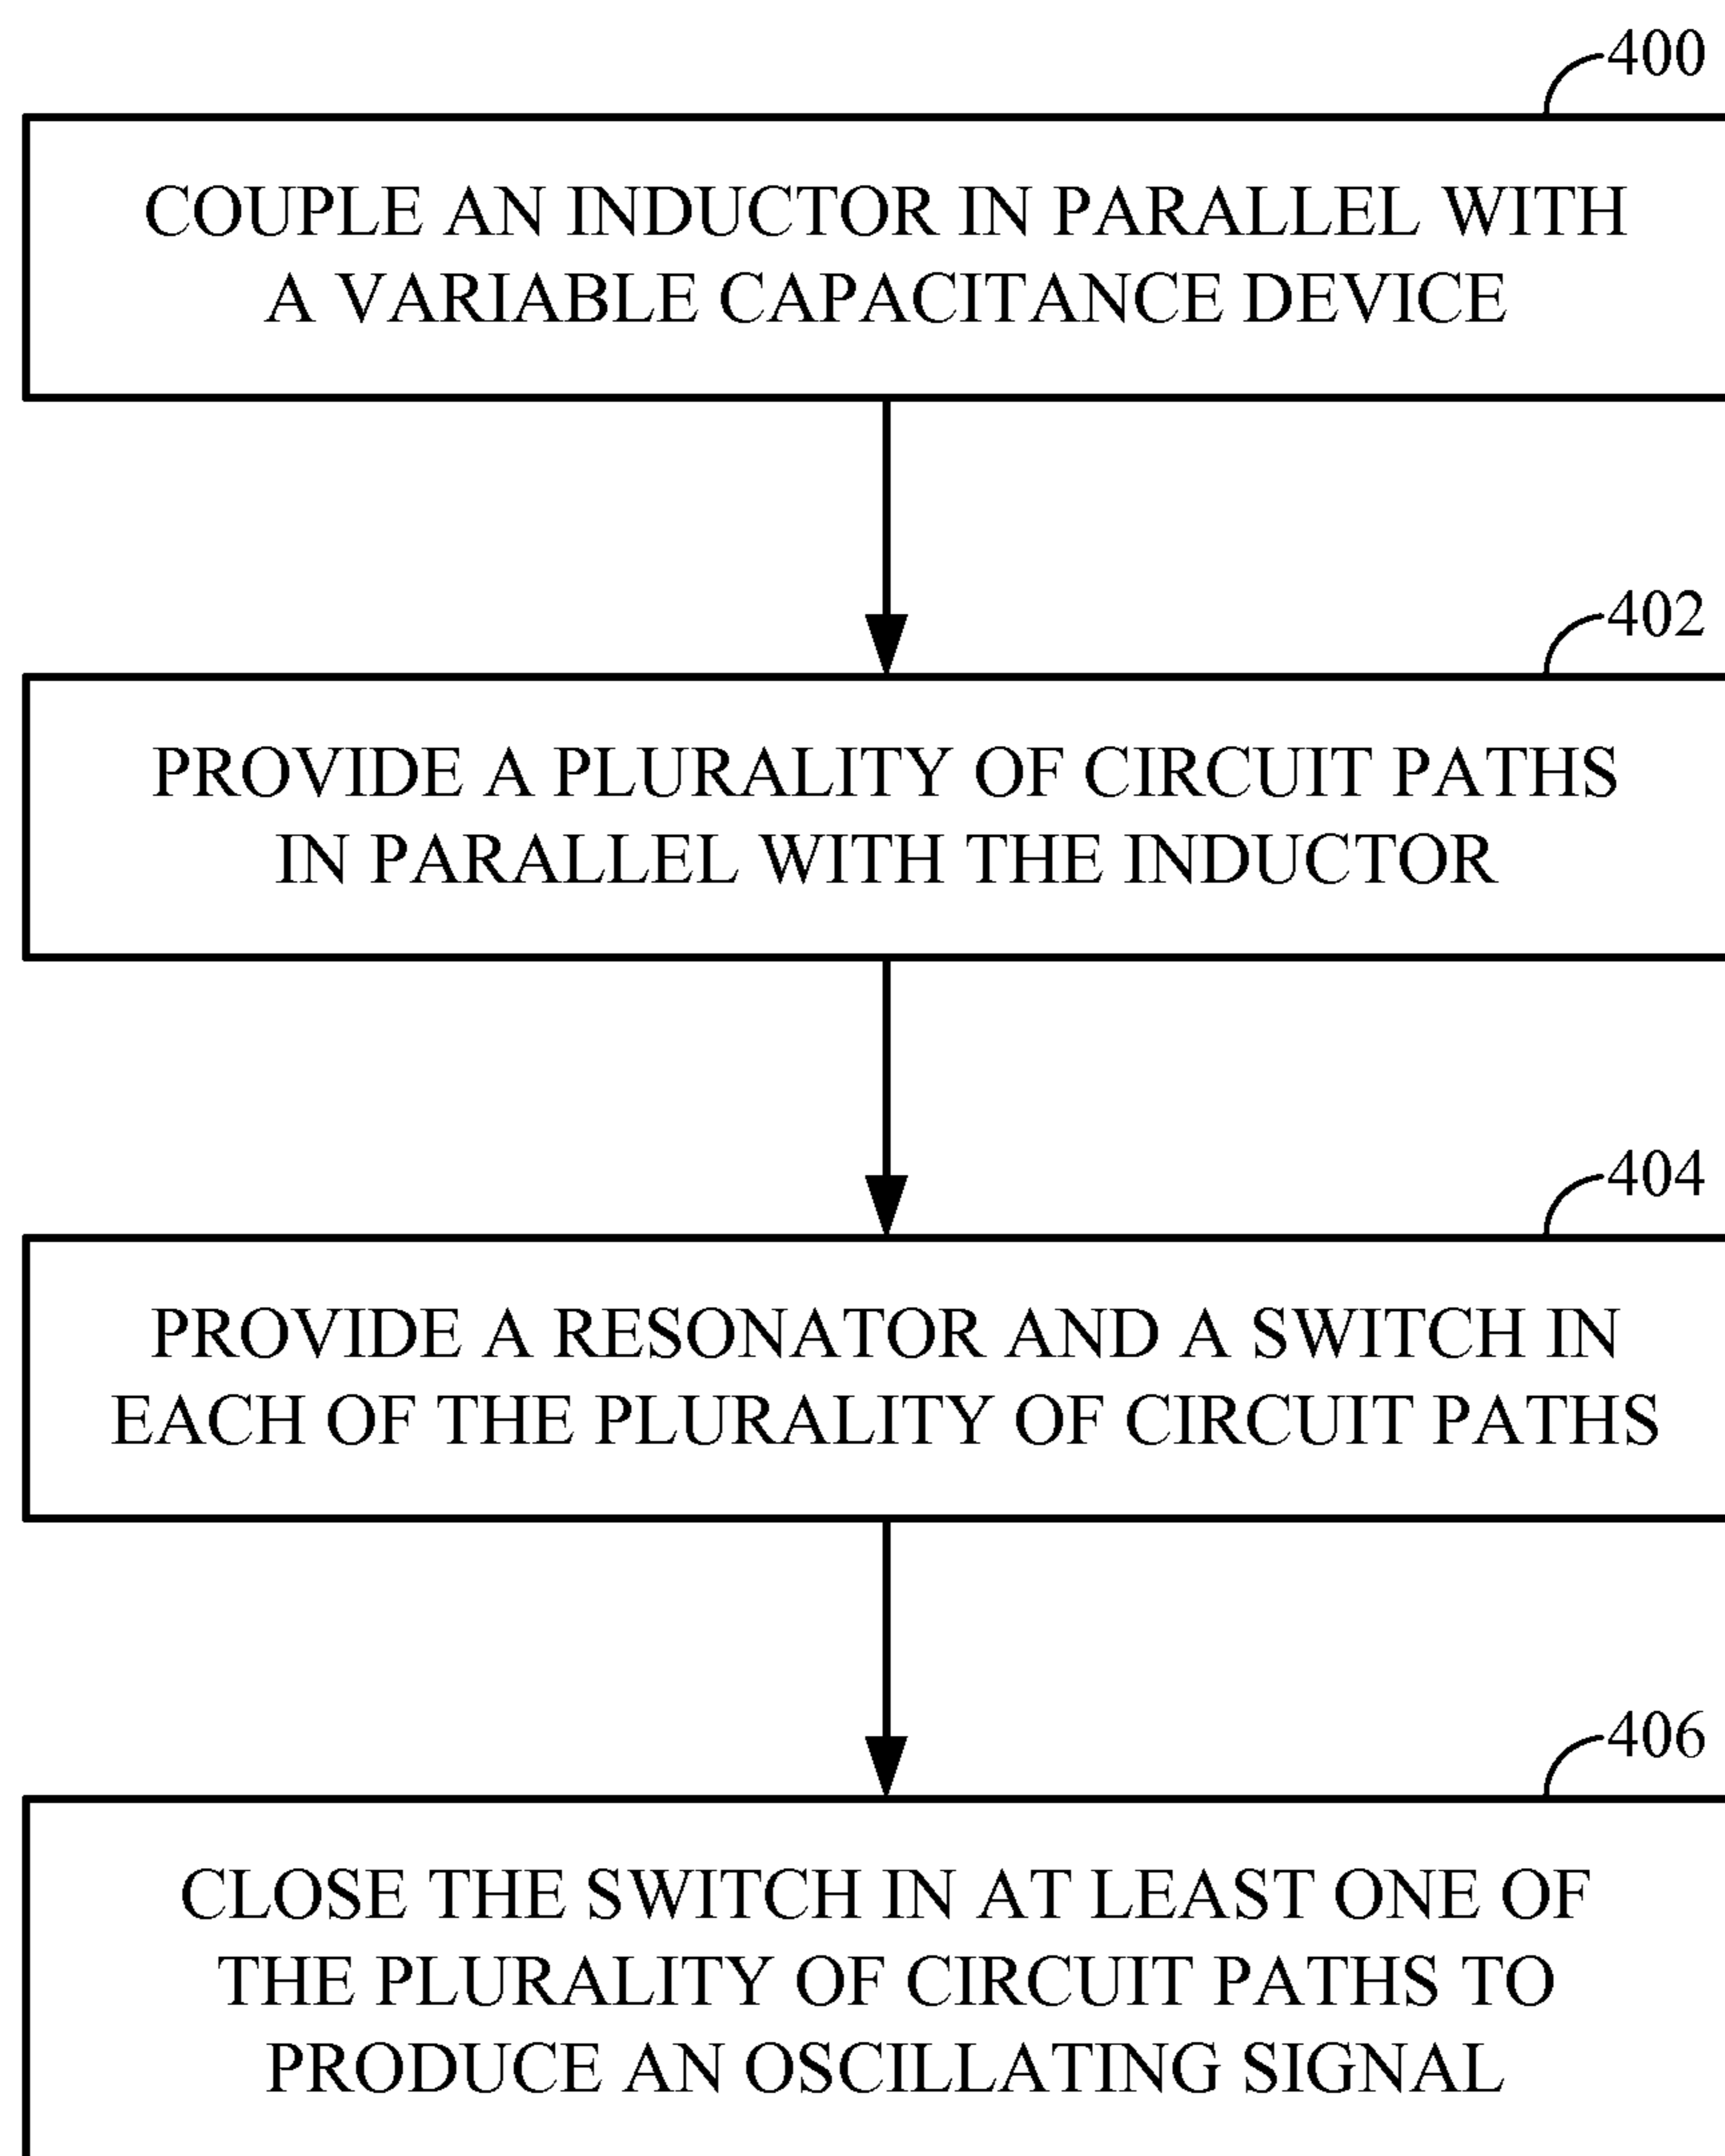 400
COUPLE AN INDUCTOR IN PARALLEL WITH
A VARIABLE CAPACITANCE DEVICE
402
PROVIDE A PLURALITY OF CIRCUIT PATHS
IN PARALLEL WITH THE INDUCTOR
404
PROVIDE A RESONATOR AND A SWITCH IN
EACH OF THE PLURALITY OF CIRCUIT PATHS
406
CLOSE THE SWITCH IN AT LEAST ONE OF
THE PLURALITY OF CIRCUIT PATHS TO
PRODUCE AN OSCILLATING SIGNAL